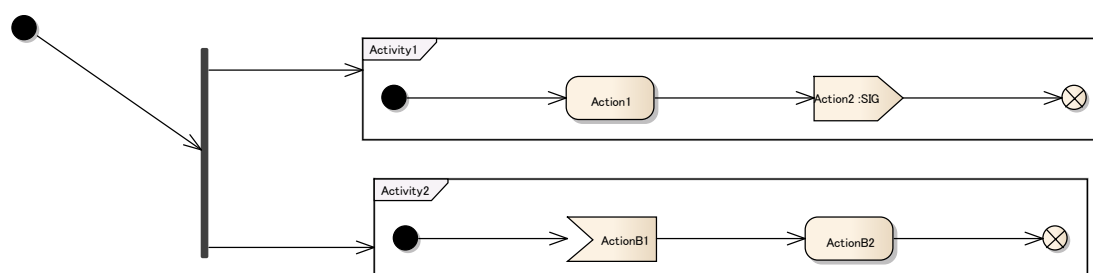 Activity1
Action1
Action2 :SIG
Activity2
ActionB1
ActionB2